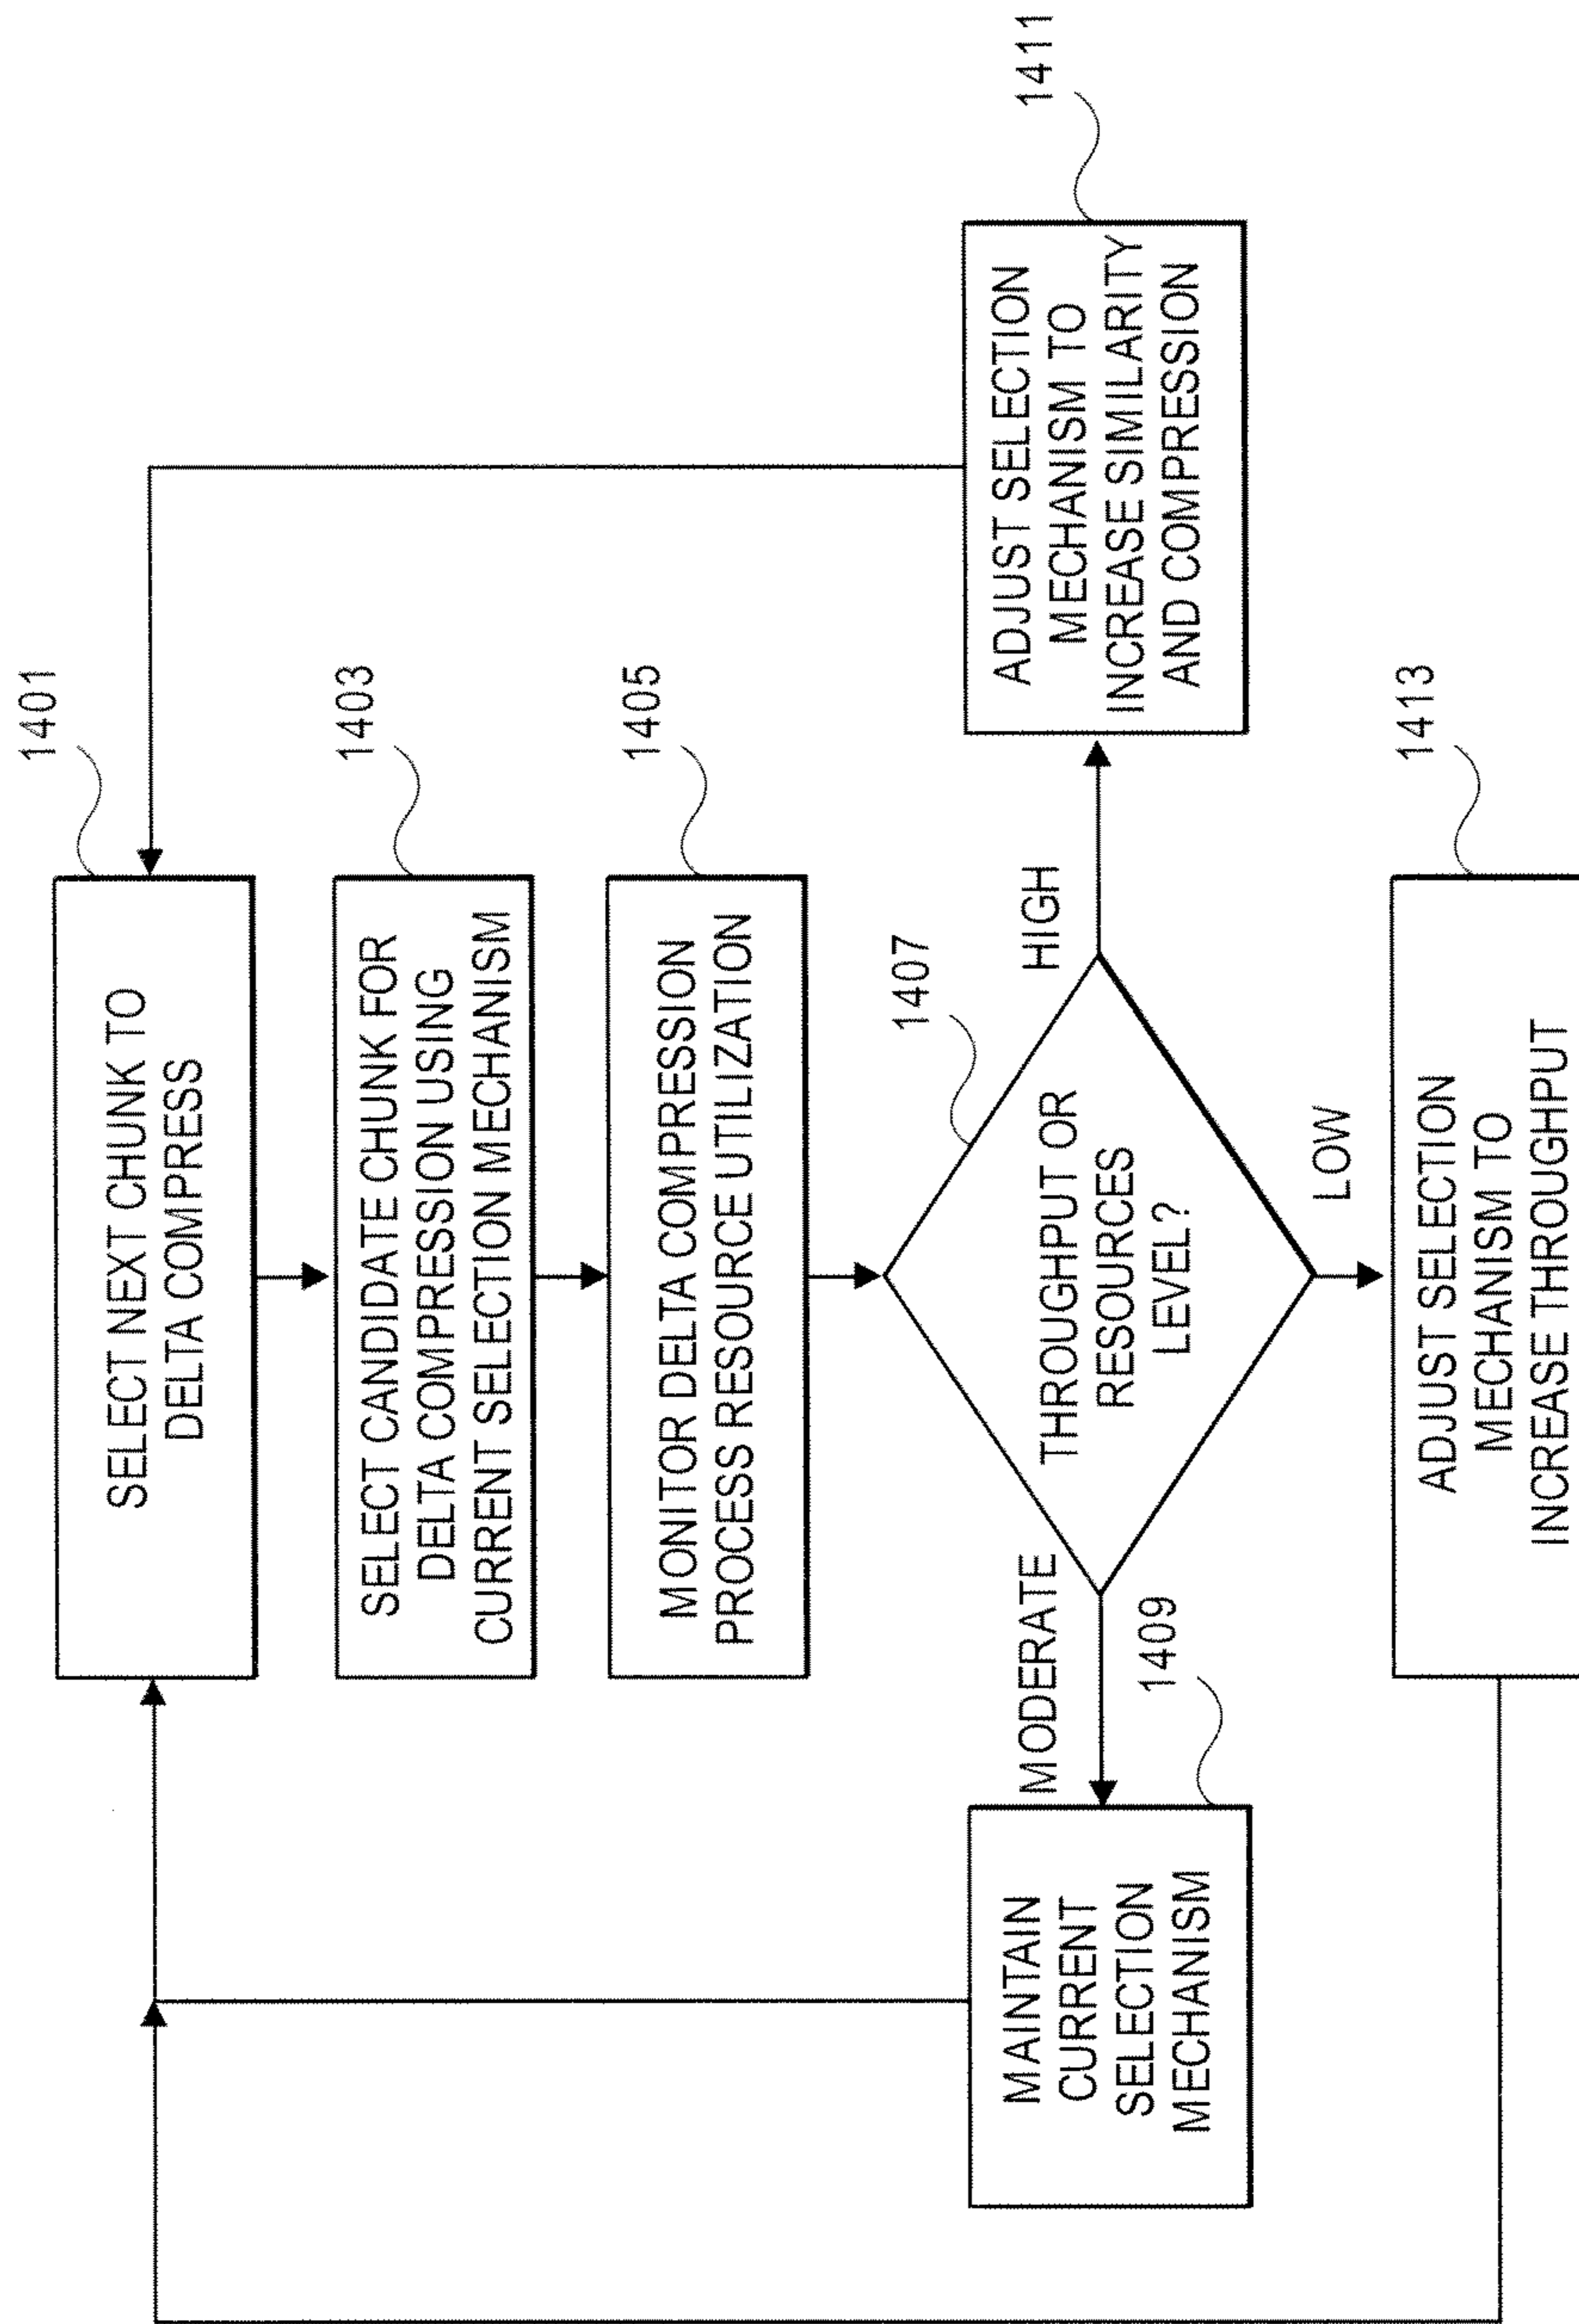 1401
SELECT NEXT CHUNK TO
DELTA COMPRESS
1403
SELECT CANDIDATE CHUNK FOR
DELTA COMPRESSION USING
CURRENT SELECTION MECHANISM
1405
MONITOR DELTA COMPRESSION
PROCESS RESOURCE UTILIZATION
1407
THROUGHPUT OR
RESOURCES
LEVEL?
MODERATE
HIGH
LOW
1409
MAINTAIN
CURRENT
SELECTION
MECHANISM
1411
ADJUST SELECTION
MECHANISM TO
INCREASE SIMILARITY
AND COMPRESSION
1413
ADJUST SELECTION
MECHANISM TO
INCREASE THROUGHPUT